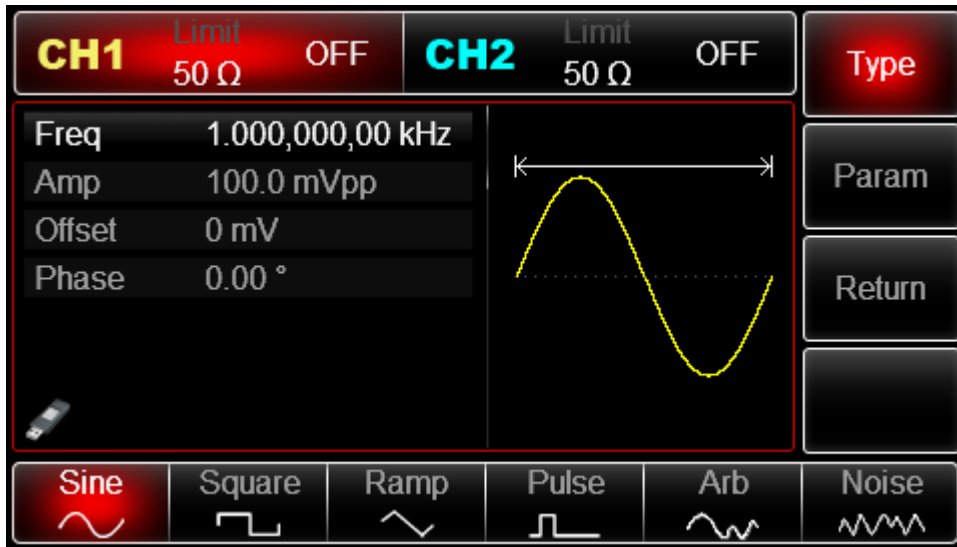 CH1 Limit 50 Ω OFF CH2 Limit 50 Ω OFF Type
Freq 1.000,000,00 kHz
Amp 100.0 mVpp
Offset 0 mV
Phase 0.00 °
Param
Return
Sine Square Ramp Pulse Arb Noise